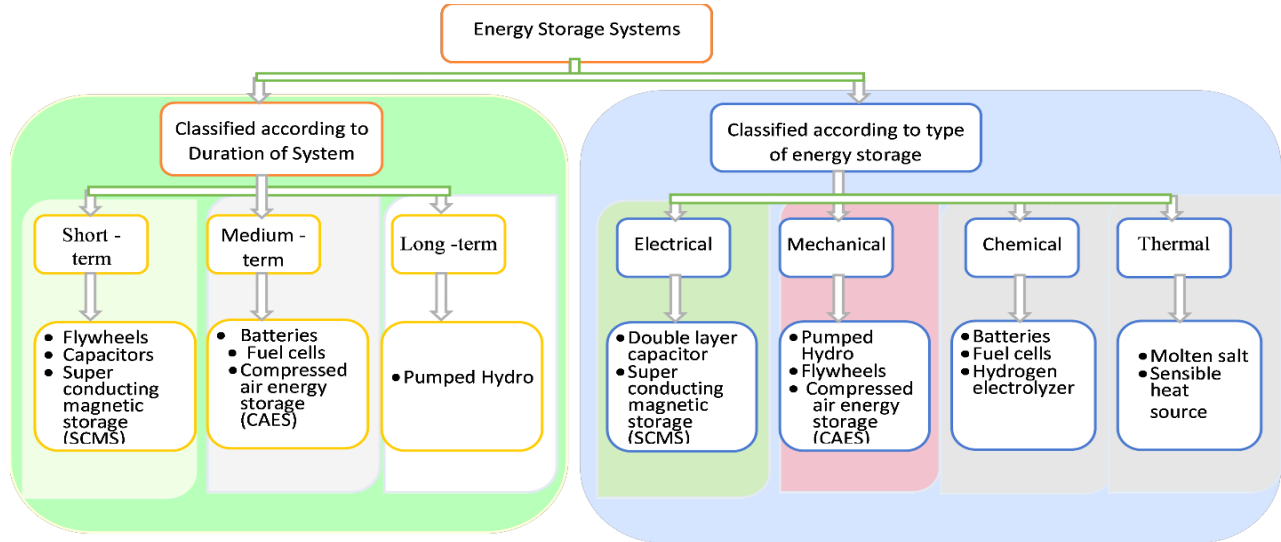 Energy Storage Systems
Classified according to
Duration of System
Classified according to type
of energy storage
Short -
term
Medium -
term
Long -term
Electrical
Mechanical
Chemical
Thermal
• Flywheels
• Capacitors
• Super
conducting
magnetic
storage
(SCMS)
• Batteries
• Fuel cells
• Compressed
air energy
storage
(CAES)
• Pumped Hydro
• Double layer
capacitor
• Super
conducting
magnetic
storage
(SCMS)
• Pumped
Hydro
• Flywheels
• Compressed
air energy
storage
(CAES)
• Batteries
• Fuel cells
• Hydrogen
electrolyzer
• Molten salt
• Sensible
heat
source